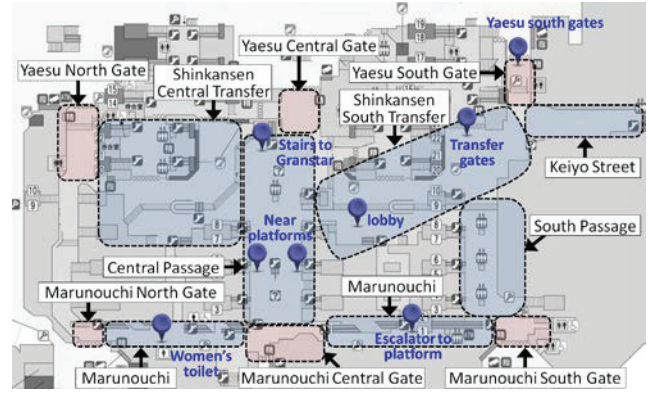 Yaesu south gates
Yaesu Central Gate
Yaesu North Gate
Shinkansen
Central Transfer
Yaesu South Gate
Shinkansen
South Transfer
Stairs to
Granstar
Transfer
gates
Keiyo Street
lobby
Near
platforms
South Passage
Central Passage
Marunouchi
Marunouchi North Gate
Women's
toilet
Escalator to
platform
Marunouchi
Marunouchi Central Gate
Marunouchi South Gate